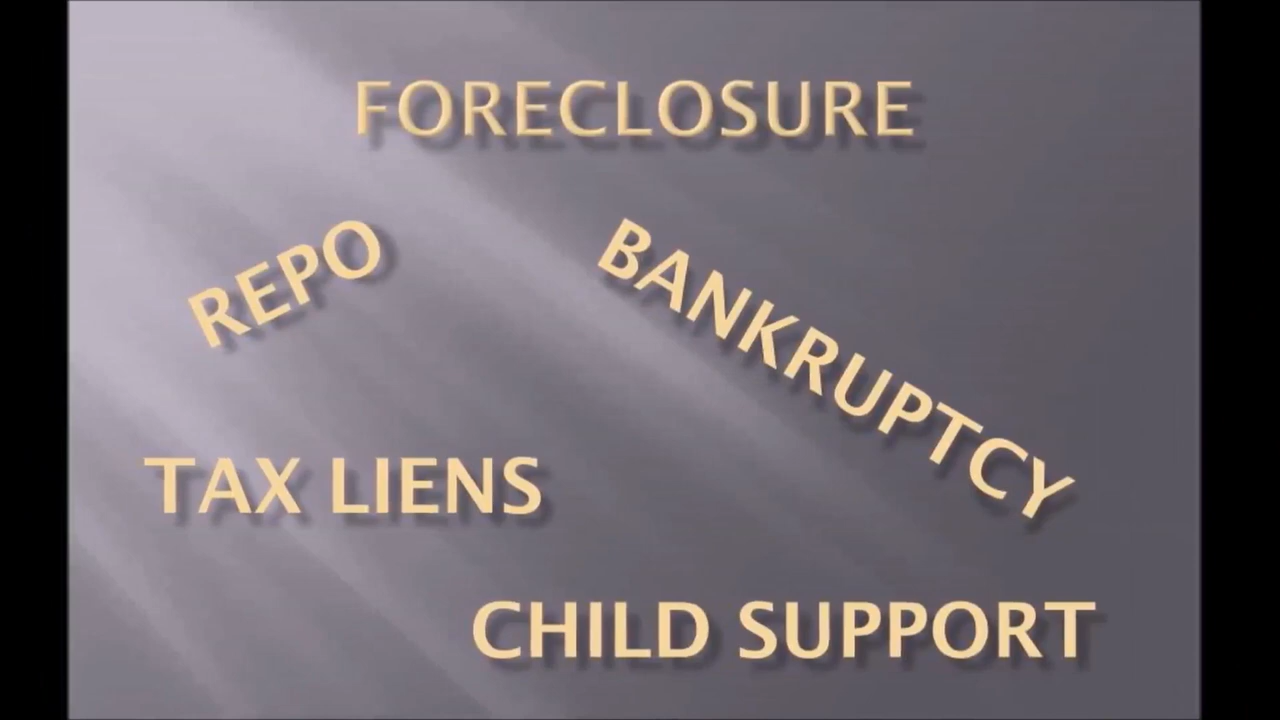 FORECLOSURE
REPO
BANKRUPTCY
TAX LIENS
CHILD SUPPORT